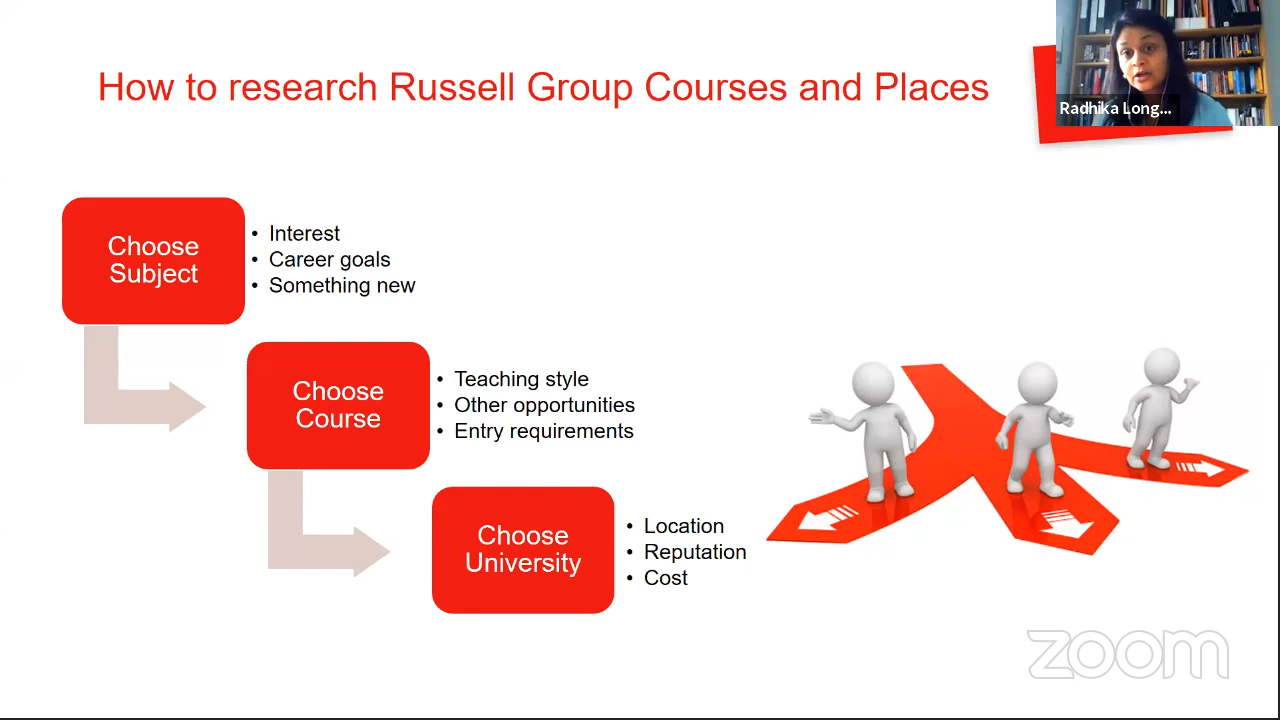 How to research Russell Group Courses and Places
Radhika Long...
Choose
Subject
• Interest
• Career goals
• Something new
Choose
Course
• Teaching style
• Other opportunities
• Entry requirements
Choose
University
• Location
• Reputation
• Cost
zoom